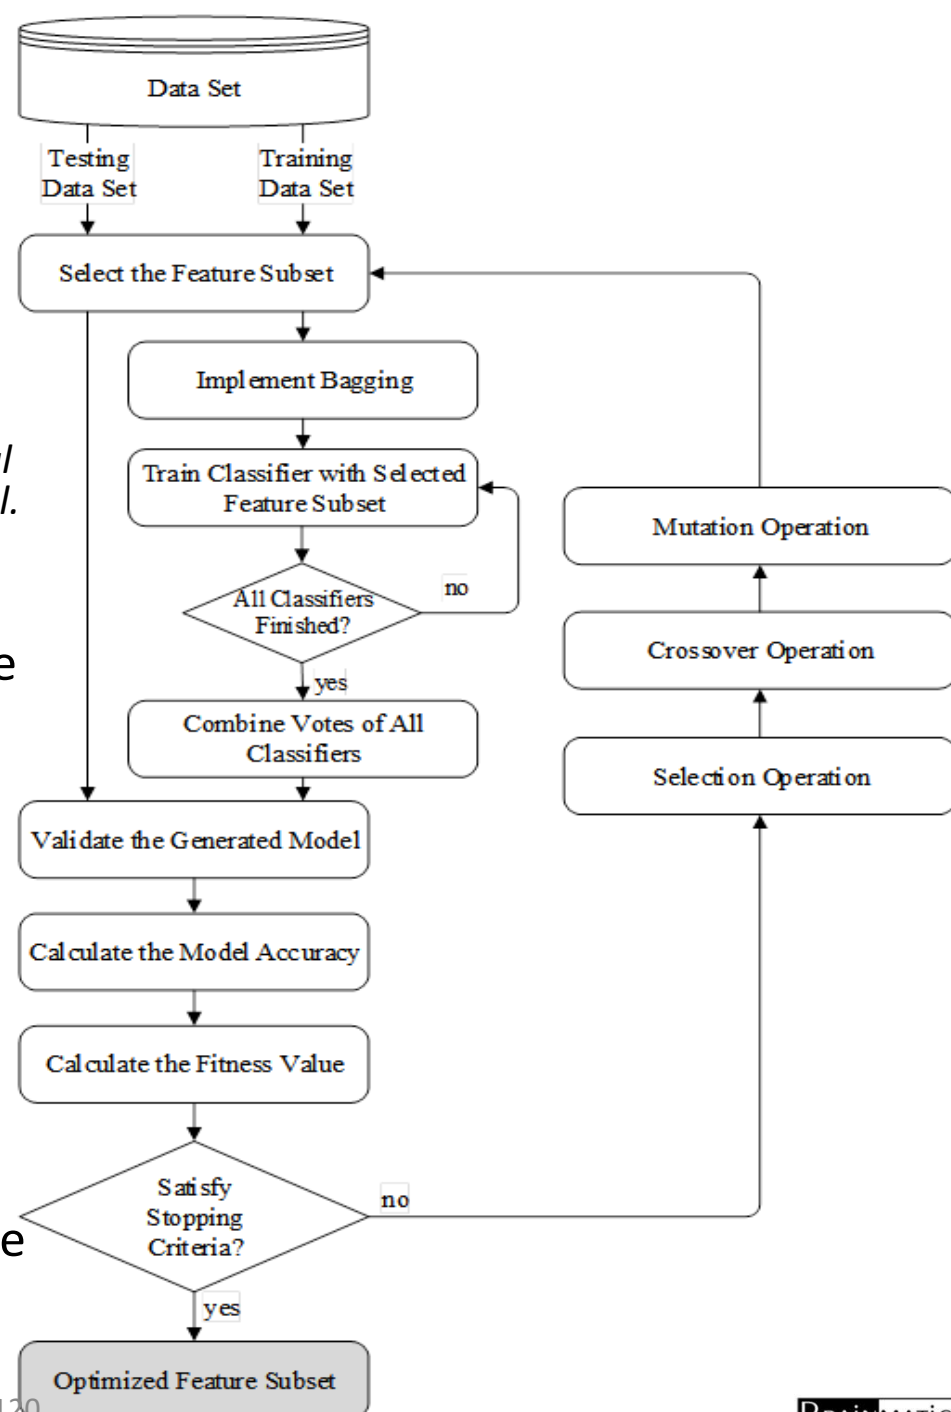 Data Set
Testing
Data Set
Training
Data Set
Select the Feature Subset
Implement Bagging
Train Classifier with Selected
Feature Subset
All Classifiers
Finished?
no
yes
Combine Votes of All
Classifiers
Validate the Generated Model
Calculate the Model Accuracy
Calculate the Fitness Value
Satisfy
Stopping
Criteria?
no
yes
Optimized Feature Subset
Mutation Operation
Crossover Operation
Selection Operation
l.
e
e
120